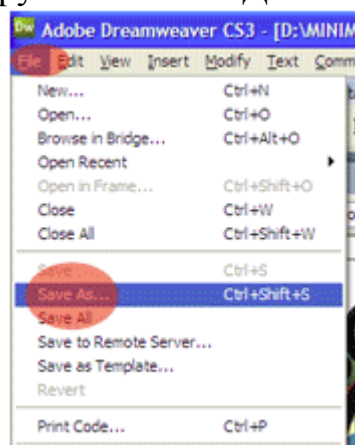 Adobe Dreamweaver CS3 - [D:\MINIM
File Edit View Insert Modify Text Comm
New... Ctrl+N
Open... Ctrl+O
Browse in Bridge... Ctrl+Alt+O
Open Recent
Open in Frame... Ctrl+Shift+O
Close Ctrl+W
Close All Ctrl+Shift+W
Save Ctrl+S
Save As... Ctrl+Shift+S
Save All
Save to Remote Server...
Save as Template...
Revert
Print Code... Ctrl+P